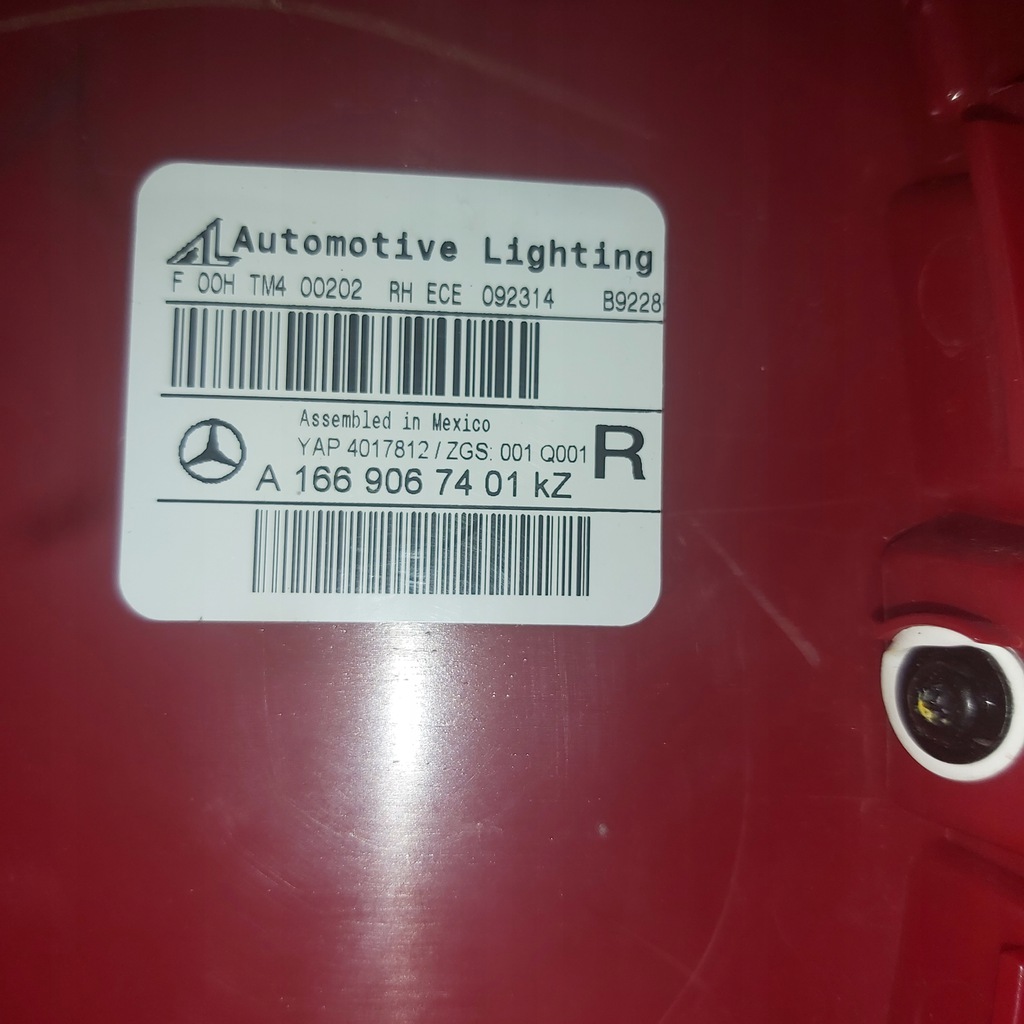 AL Automotive Lighting
F 00H TM4 00202 RH ECE 092314 B9228
Assembled in Mexico
YAP 4017812 / ZGS: 001 Q001 R
A 166 906 74 01 kZ